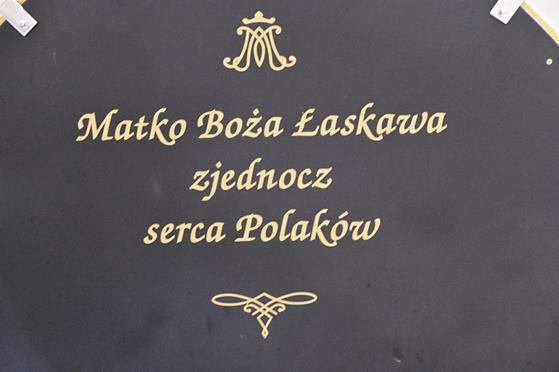 Matko Boża Łaskawa
zjednocz
serca Polaków